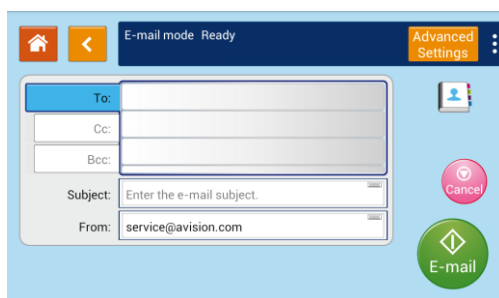 E-mail mode Ready
Advanced
Settings
To:
Cc:
Bcc:
Subject: Enter the e-mail subject.
From: service@avision.com
Cancel
E-mail